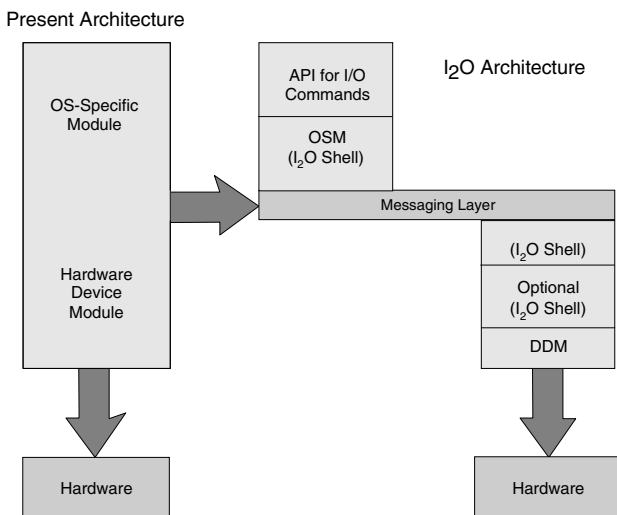 Present Architecture
OS-Specific
Module
Hardware
Device
Module
Hardware
I₂O Architecture
API for I/O
Commands
OSM
(I₂O Shell)
Messaging Layer
(I₂O Shell)
Optional
(I₂O Shell)
DDM
Hardware